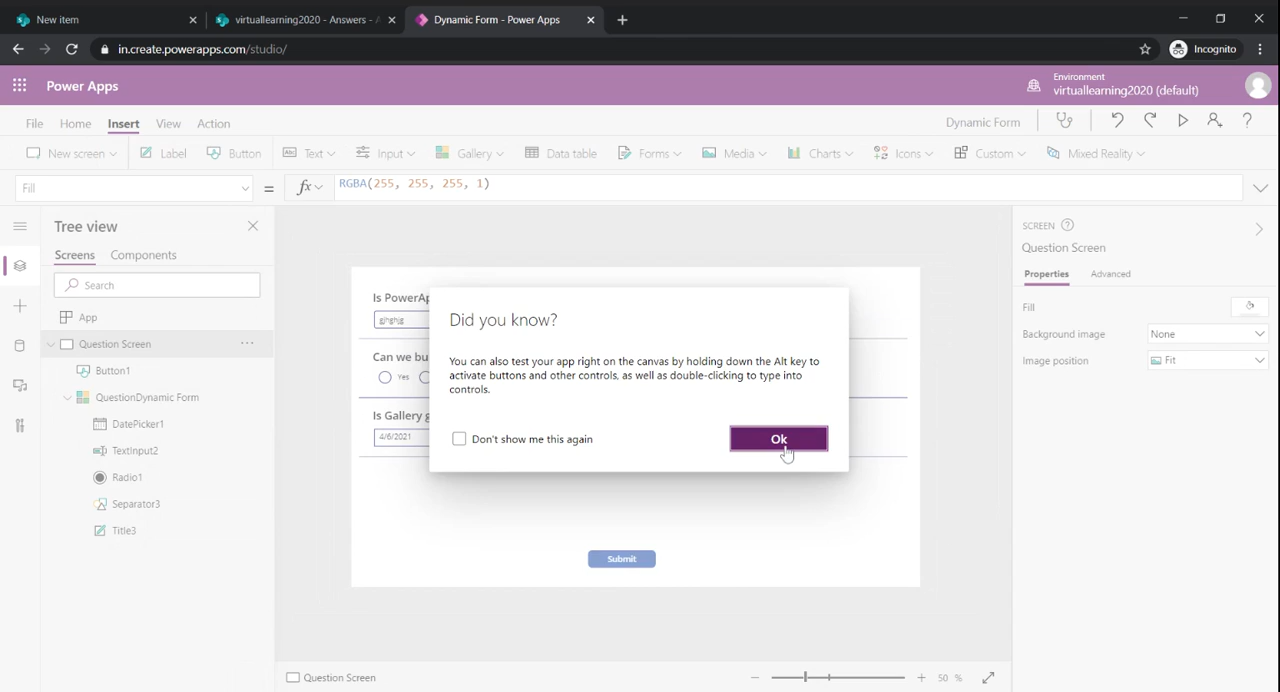 New item
virtuallearning2020 - Answers - A
Dynamic Form - Power Apps
in.create.powerapps.com/studio/
Incognito
Power Apps
Environment
virtuallearning2020 (default)
File Home Insert View Action
Dynamic Form
New screen Label Button Text Input Gallery Data table Forms Media Charts Icons Custom Mixed Reality
Fill = fx RGBA(255, 255, 255, 1)
Tree view
Screens Components
Search
App
Question Screen
Button1
QuestionDynamic Form
DatePicker1
TextInput2
Radio1
Separator3
Title3
Is PowerAp
gjhghjg
Can we bu
Yes
Is Gallery g
4/6/2021
Did you know?
You can also test your app right on the canvas by holding down the Alt key to
activate buttons and other controls, as well as double-clicking to type into
controls.
Don't show me this again
Ok
Submit
SCREEN
Question Screen
Properties Advanced
Fill
Background image None
Image position Fit
Question Screen
50 %